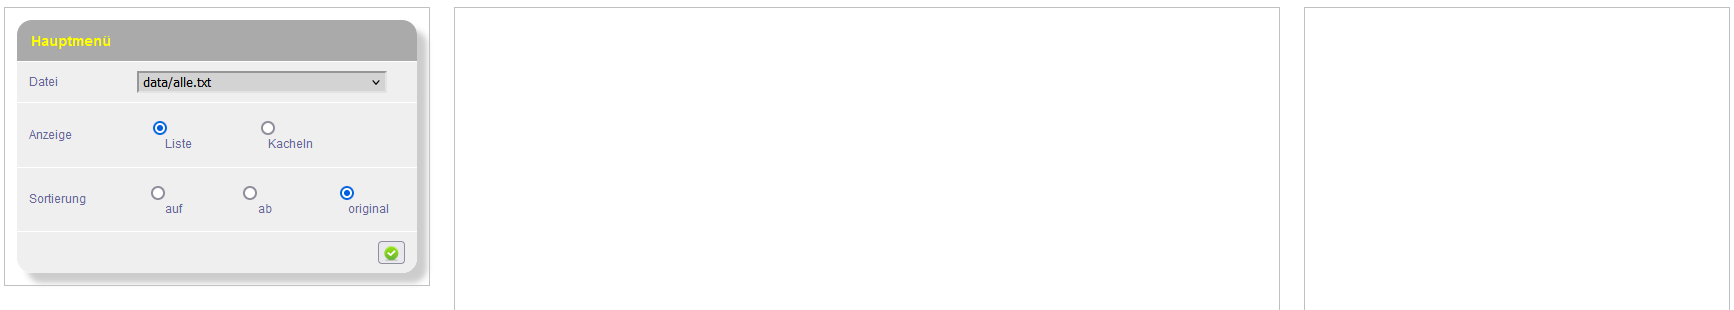 Hauptmenü
Datei data/alle.txt
Anzeige Liste Kacheln
Sortierung auf ab original